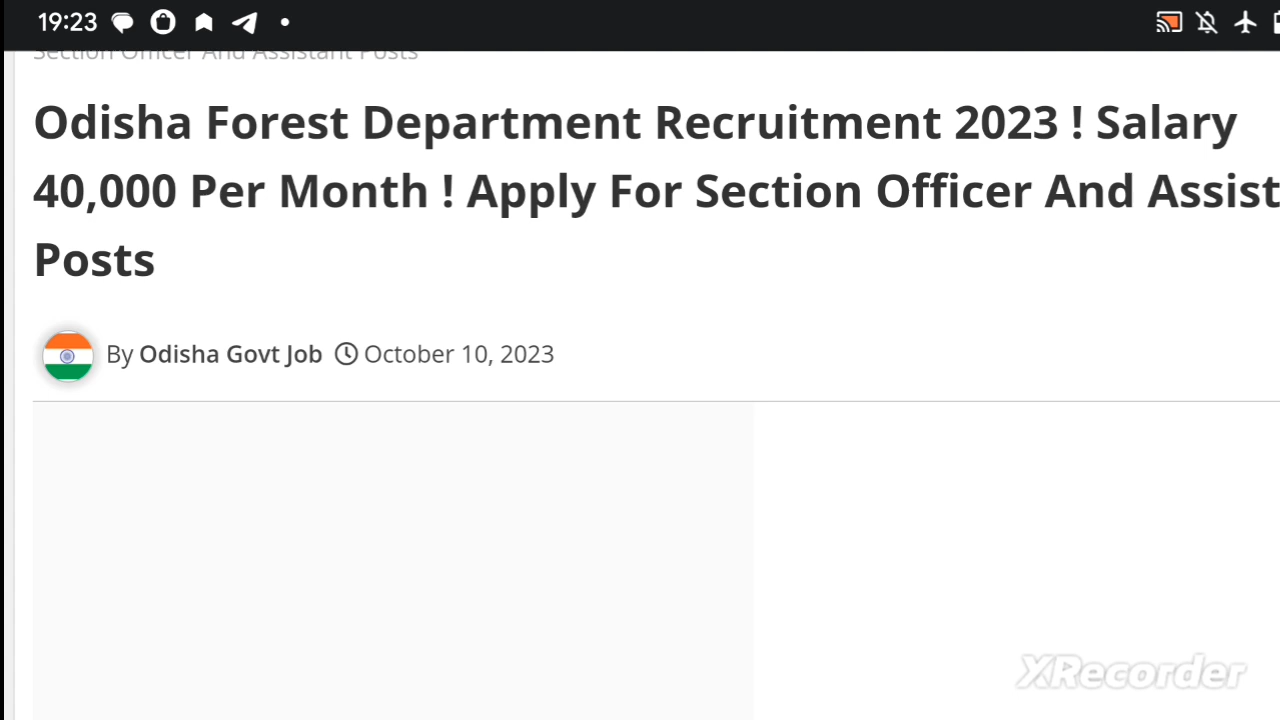 19:23
Section Officer And Assistant Posts
Odisha Forest Department Recruitment 2023 ! Salary
40,000 Per Month ! Apply For Section Officer And Assist
Posts
By Odisha Govt Job October 10, 2023
XRecorder